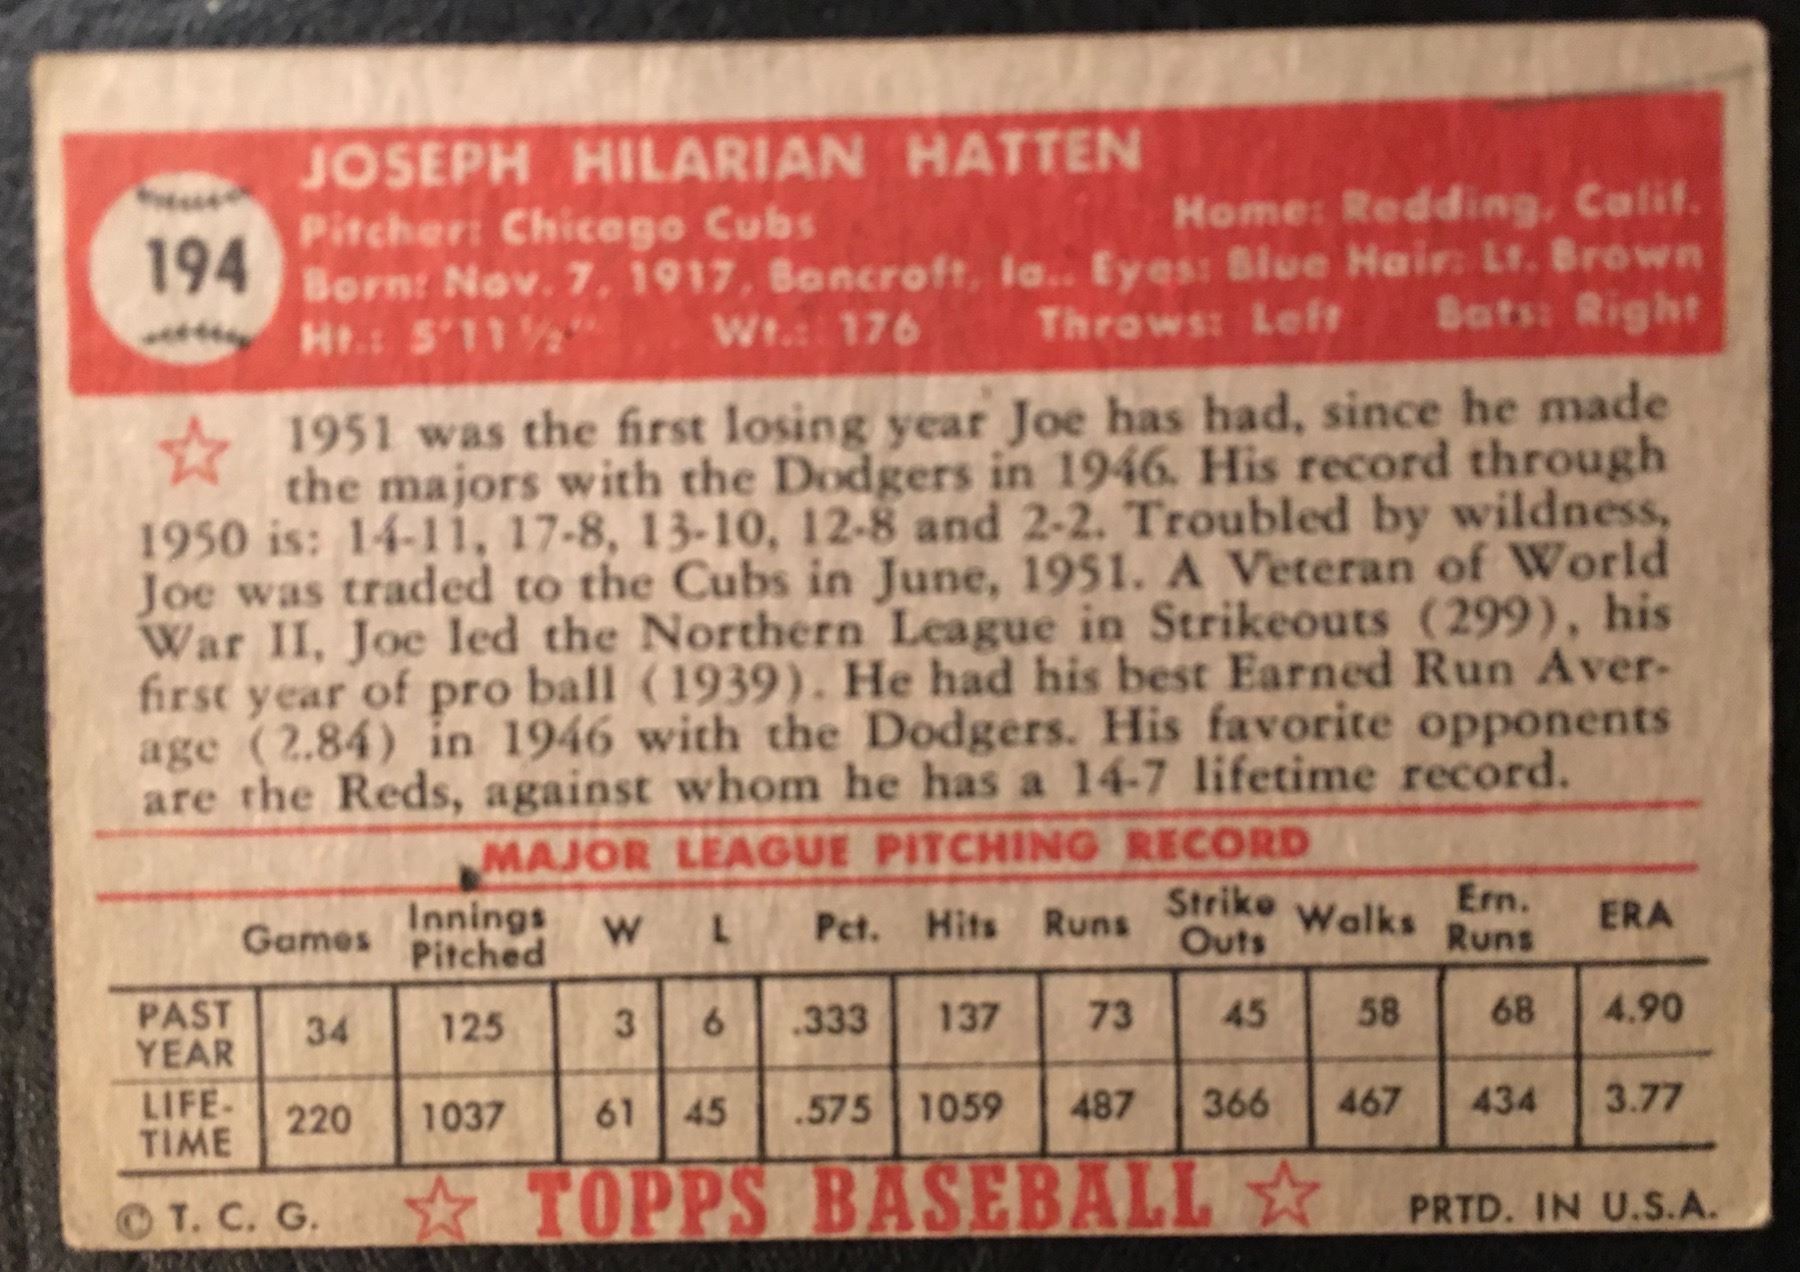 194
JOSEPH HILARIAN HATTEN
Pitcher: Chicago Cubs Home: Redding, Calif.
Born: Nov. 7, 1917, Bancroft, Ia.. Eyes: Blue Hair: Lt. Brown
Ht.: 5'11½" Wt.: 176 Throws: Left Bats: Right
1951 was the first losing year Joe has had, since he made
the majors with the Dodgers in 1946. His record through
1950 is: 14-11, 17-8, 13-10, 12-8 and 2-2. Troubled by wildness,
Joe was traded to the Cubs in June, 1951. A Veteran of World
War II, Joe led the Northern League in Strikeouts (299), his
first year of pro ball (1939). He had his best Earned Run Aver-
age (2.84) in 1946 with the Dodgers. His favorite opponents
are the Reds, against whom he has a 14-7 lifetime record.
MAJOR LEAGUE PITCHING RECORD
Games Innings Pitched W L Pct. Hits Runs Strike Outs Walks Ern. Runs ERA
PAST YEAR 34 125 3 6 .333 137 73 45 58 68 4.90
LIFE-TIME 220 1037 61 45 .575 1059 487 366 467 434 3.77
© T. C. G. TOPPS BASEBALL PRTD. IN U.S.A.